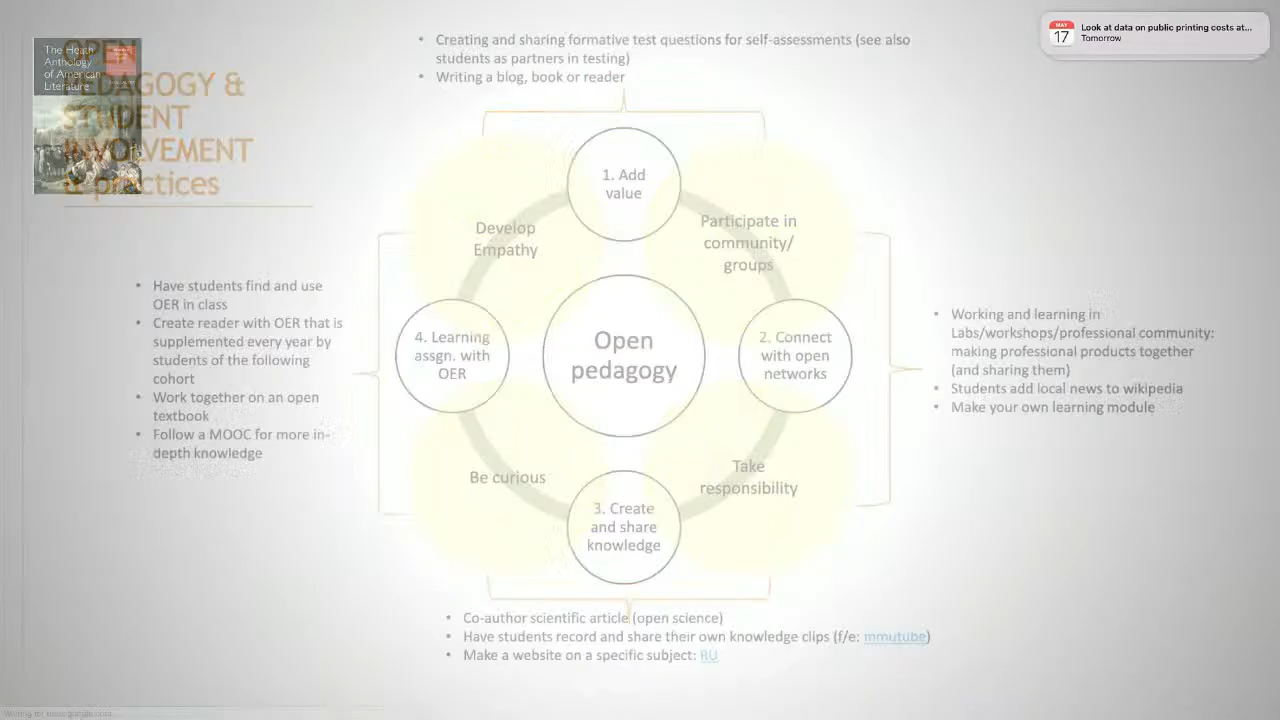 MAY
17
Look at data on public printing costs at...
Tomorrow
The Heath
Anthology
of American
Literature
OPEN
PEDAGOGY &
STUDENT
INVOLVEMENT
& practices
• Creating and sharing formative test questions for self-assessments (see also
students as partners in testing)
• Writing a blog, book or reader
1. Add
value
Develop
Empathy
Participate in
community/
groups
• Have students find and use
OER in class
• Create reader with OER that is
supplemented every year by
students of the following
cohort
• Work together on an open
textbook
• Follow a MOOC for more in-
depth knowledge
4. Learning
assgn. with
OER
Open
pedagogy
2. Connect
with open
networks
• Working and learning in
Labs/workshops/professional community:
making professional products together
(and sharing them)
• Students add local news to wikipedia
• Make your own learning module
Be curious
Take
responsibility
3. Create
and share
knowledge
• Co-author scientific article (open science)
• Have students record and share their own knowledge clips (f/e: mmutube)
• Make a website on a specific subject: RU